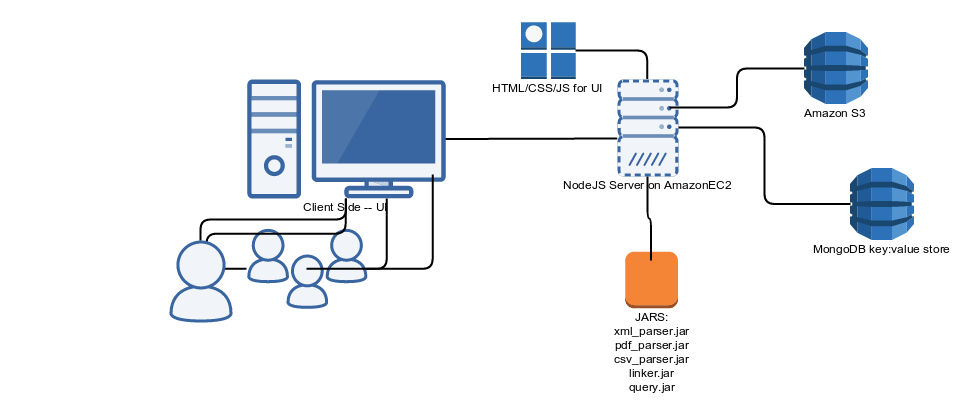 HTML/CSS/JS for UI
Amazon S3
NodeJS Server on AmazonEC2
Client Side -- UI
MongoDB key:value store
JARS:
xml_parser.jar
pdf_parser.jar
csv_parser.jar
linker.jar
query.jar